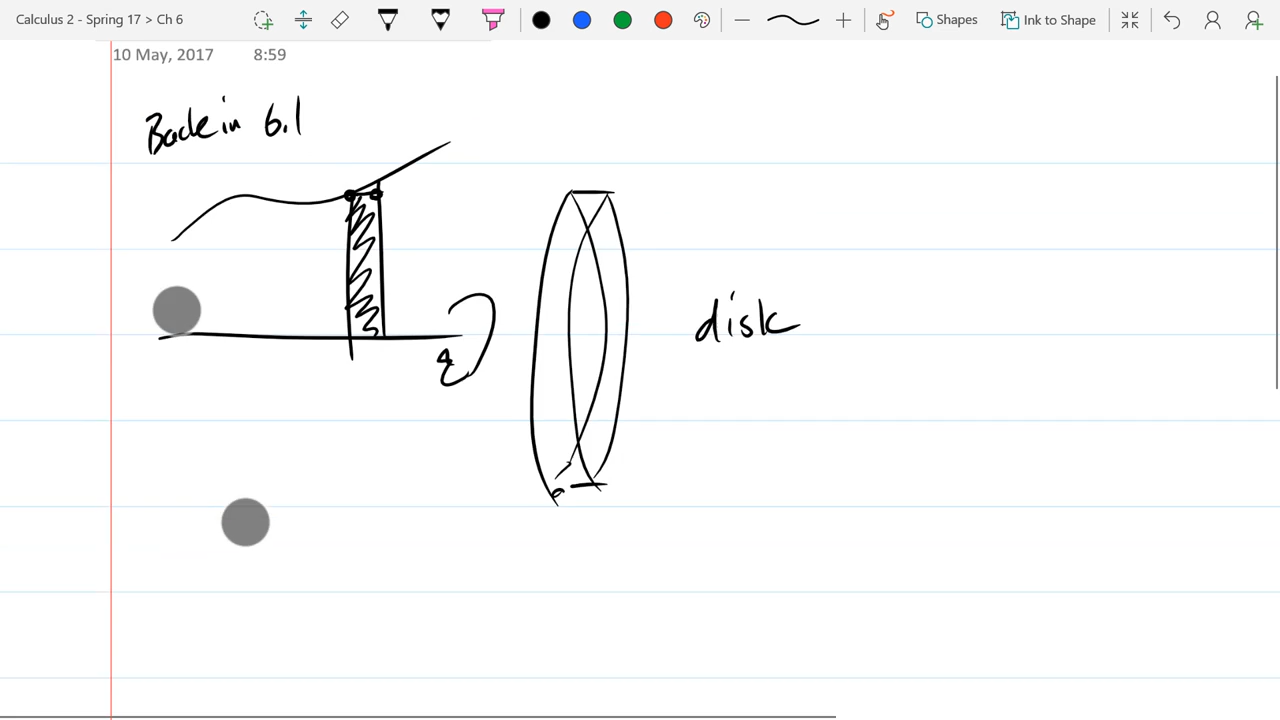 Calculus 2 - Spring 17 > Ch 6
Shapes
Ink to Shape
10 May, 2017 8:59
Back in 6.1
disk